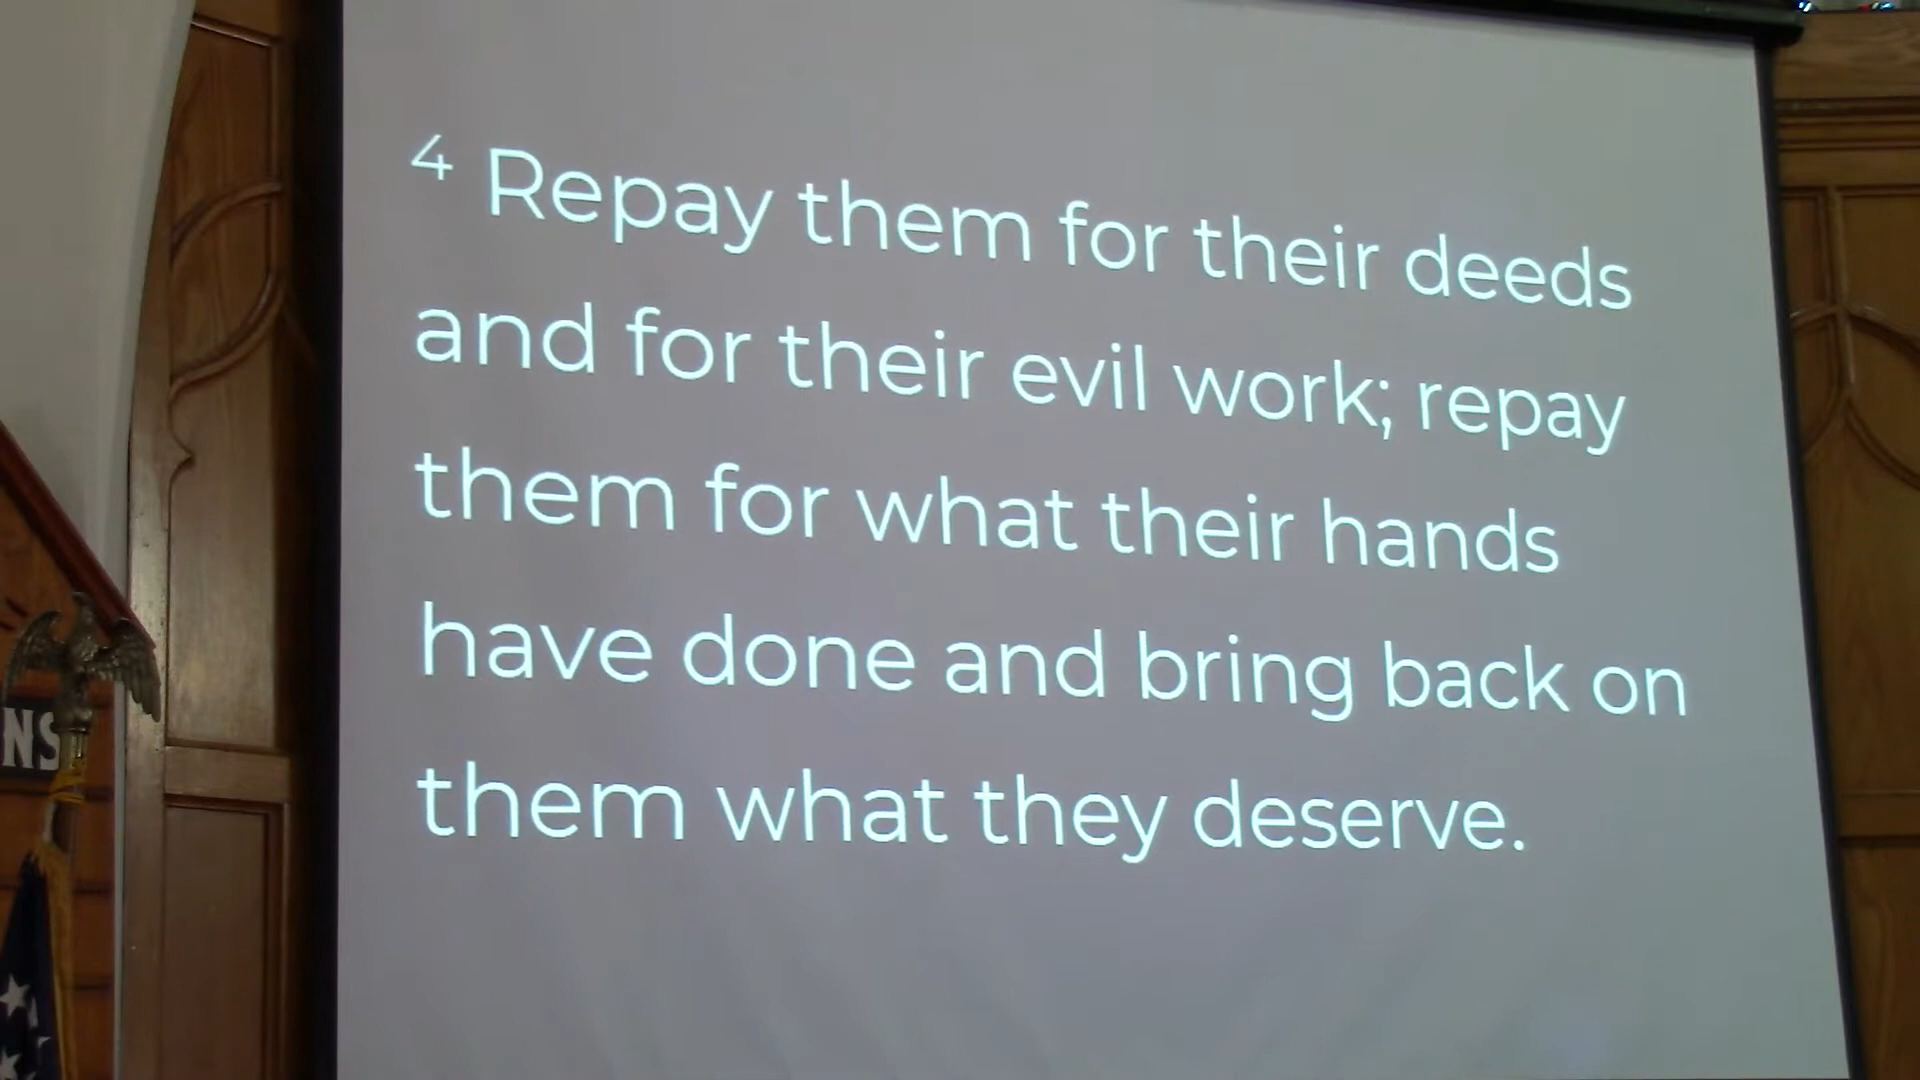 ⁴ Repay them for their deeds
and for their evil work; repay
them for what their hands
have done and bring back on
them what they deserve.
NS